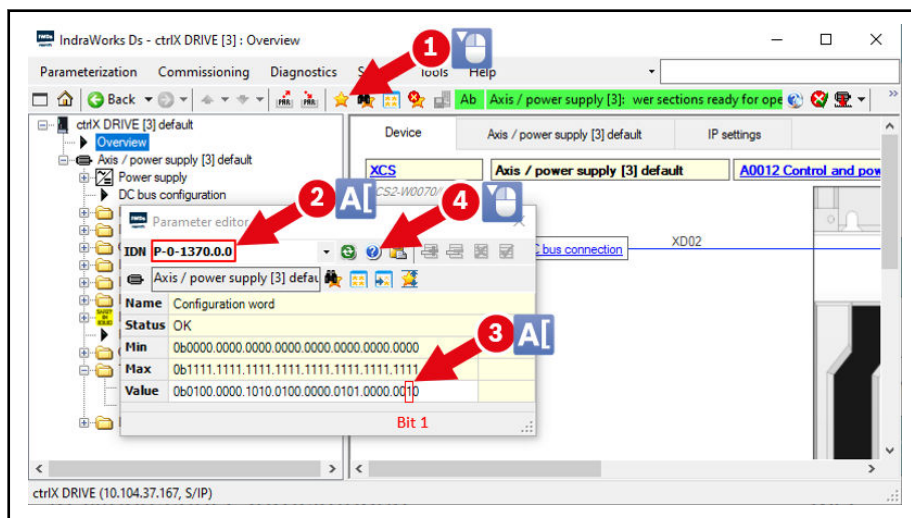 IndraWorks Ds - ctrlX DRIVE [3] : Overview
1
Parameterization Commissioning Diagnostics Tools Help
Back Ab Axis / power supply [3]: wer sections ready for ope
ctrlX DRIVE [3] default
Overview
Axis / power supply [3] default
Power supply
DC bus configuration
Device Axis / power supply [3] default IP settings
XCS Axis / power supply [3] default A0012 Control and pow
2 A[
4
Parameter editor
IDN P-0-1370.0.0
bus connection
XD02
Axis / power supply [3] defau
Name Configuration word
Status OK
Min 0b0000.0000.0000.0000.0000.0000.0000.0000
Max 0b1111.1111.1111.1111.1111.1111.1111.1111
Value 0b0100.0000.1010.0100.0000.0101.0000.0010
3 A[
Bit 1
ctrlX DRIVE (10.104.37.167, S/IP)